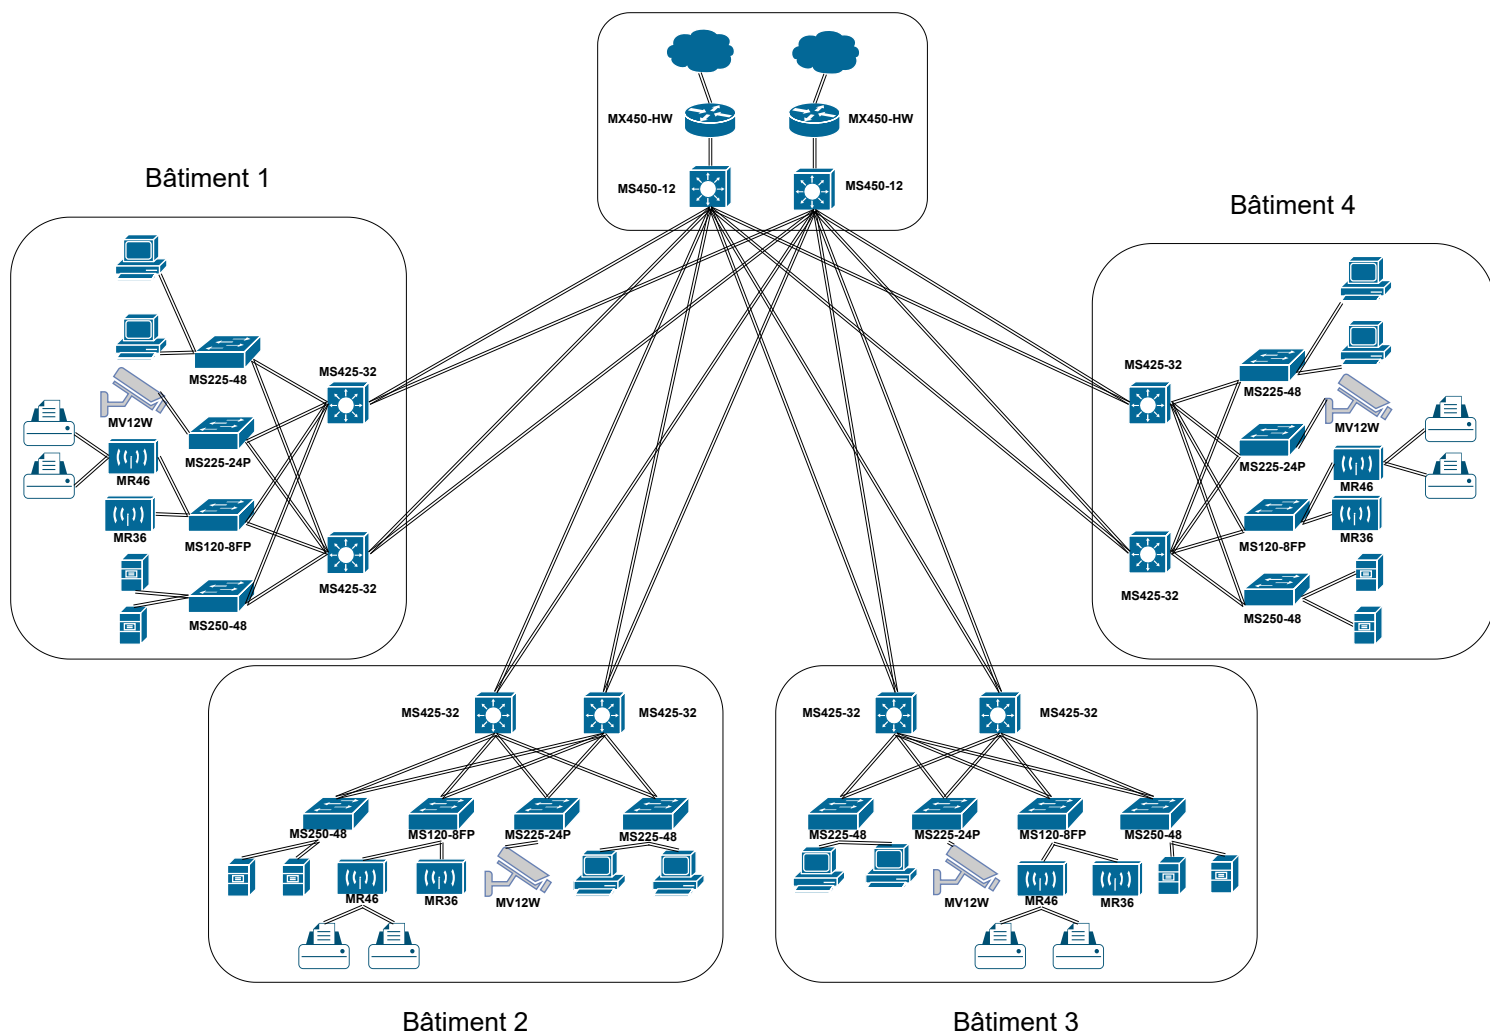 MX450-HW
MX450-HW
MS450-12
MS450-12
Bâtiment 1
MS425-32
MS225-48
MV12W
MS225-24P
MR46
MR36
MS120-8FP
MS425-32
MS250-48
Bâtiment 4
MS425-32
MS225-48
MV12W
MS225-24P
MR46
MR36
MS120-8FP
MS425-32
MS250-48
MS425-32
MS425-32
MS250-48
MS120-8FP
MS225-24P
MS225-48
MR46
MR36
MV12W
Bâtiment 2
MS425-32
MS425-32
MS225-48
MS225-24P
MS120-8FP
MS250-48
MV12W
MR46
MR36
Bâtiment 3